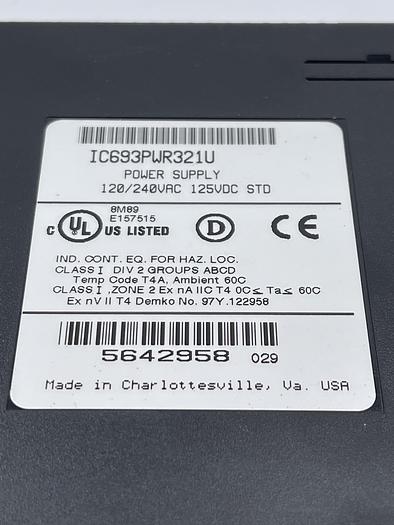 IC693PWR321U
POWER SUPPLY
120/240VAC 125VDC STD
8M89
E157515
C UL US LISTED
D
CE
IND. CONT. EQ. FOR HAZ. LOC.
CLASS I DIV 2 GROUPS ABCD
Temp Code T4A, Ambient 60C
CLASS I ,ZONE 2 Ex nA IIC T4 0C≤ Ta≤ 60C
Ex nV II T4 Demko No. 97Y.122958
5642958 029
Made in Charlottesville, Va. USA